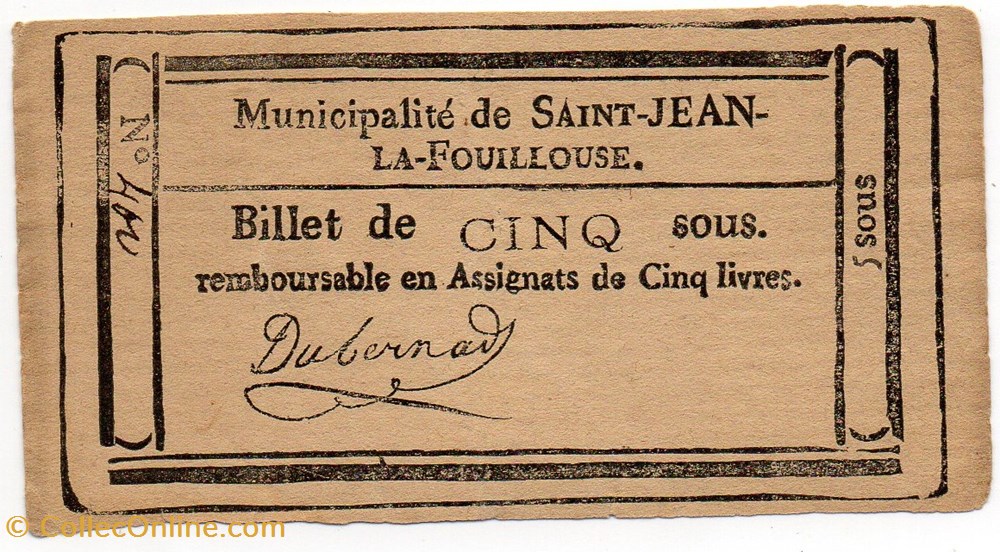 Municipalité de SAINT-JEAN-
LA-FOUILLOUSE.
Billet de CINQ sous.
remboursable en Assignats de Cinq livres.
Dubernad
No
5 sous
© CollecOnline.com